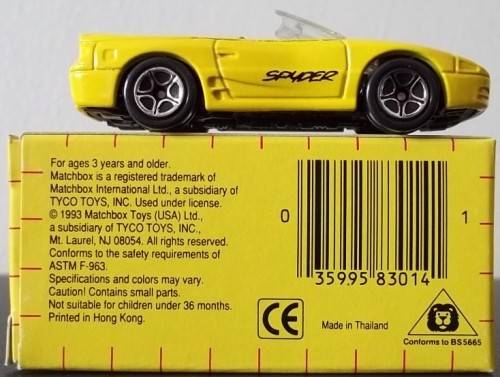 SPYDER
For ages 3 years and older.
Matchbox is a registered trademark of
Matchbox International Ltd., a subsidiary of
TYCO TOYS, INC. Used under license.
© 1993 Matchbox Toys (USA) Ltd.,
a subsidiary of TYCO TOYS, INC.,
Mt. Laurel, NJ 08054. All rights reserved.
Conforms to the safety requirements of
ASTM F-963.
Specifications and colors may vary.
Caution! Contains small parts.
Not suitable for children under 36 months.
Printed in Hong Kong.
0 35995 83014 1
CE
Made in Thailand
Conforms to BS5665